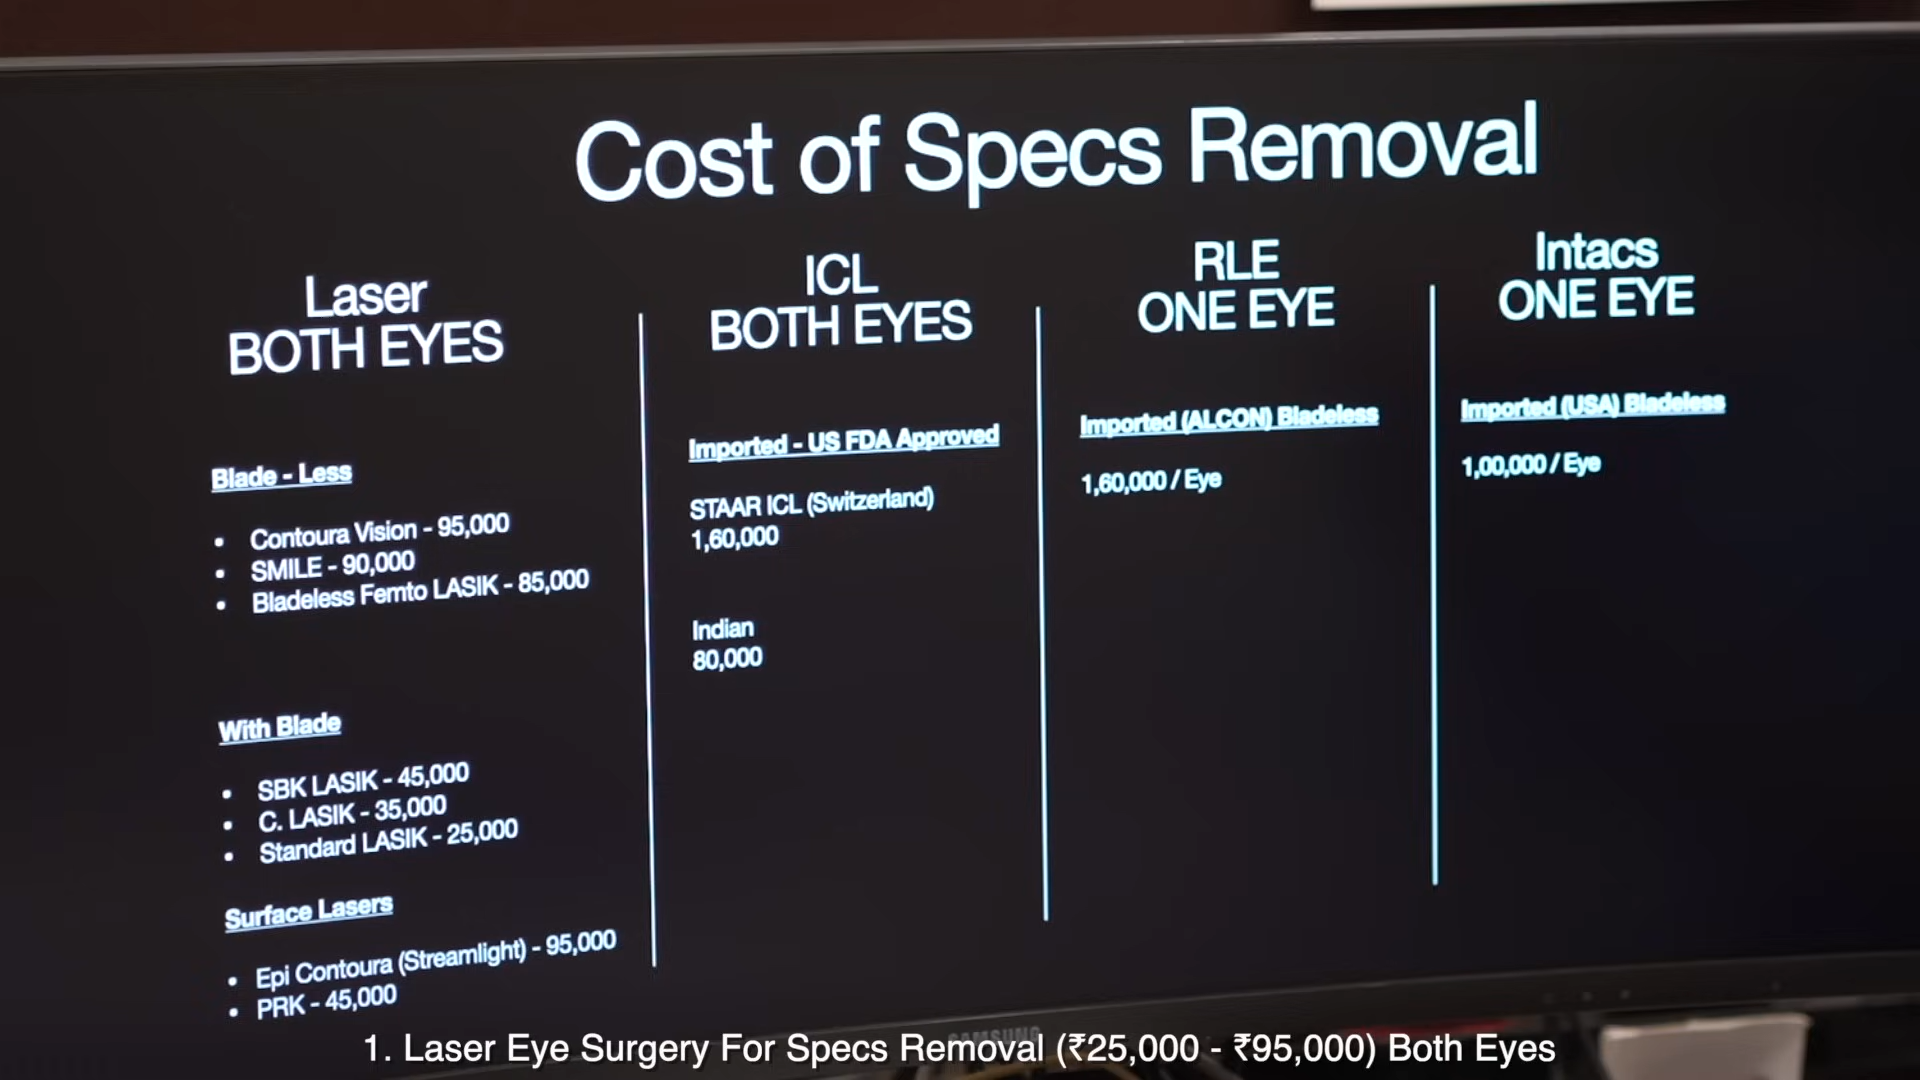 Cost of Specs Removal
Laser
BOTH EYES
Blade - Less
• Contoura Vision - 95,000
• SMILE - 90,000
• Bladeless Femto LASIK - 85,000
With Blade
• SBK LASIK - 45,000
• C. LASIK - 35,000
• Standard LASIK - 25,000
Surface Lasers
• Epi Contoura (Streamlight) - 95,000
• PRK - 45,000
ICL
BOTH EYES
Imported - US FDA Approved
STAAR ICL (Switzerland)
1,60,000
Indian
80,000
RLE
ONE EYE
Imported (ALCON) Bladeless
1,60,000 / Eye
Intacs
ONE EYE
Imported (USA) Bladeless
1,00,000 / Eye
SAMSUNG
1. Laser Eye Surgery For Specs Removal (₹25,000 - ₹95,000) Both Eyes